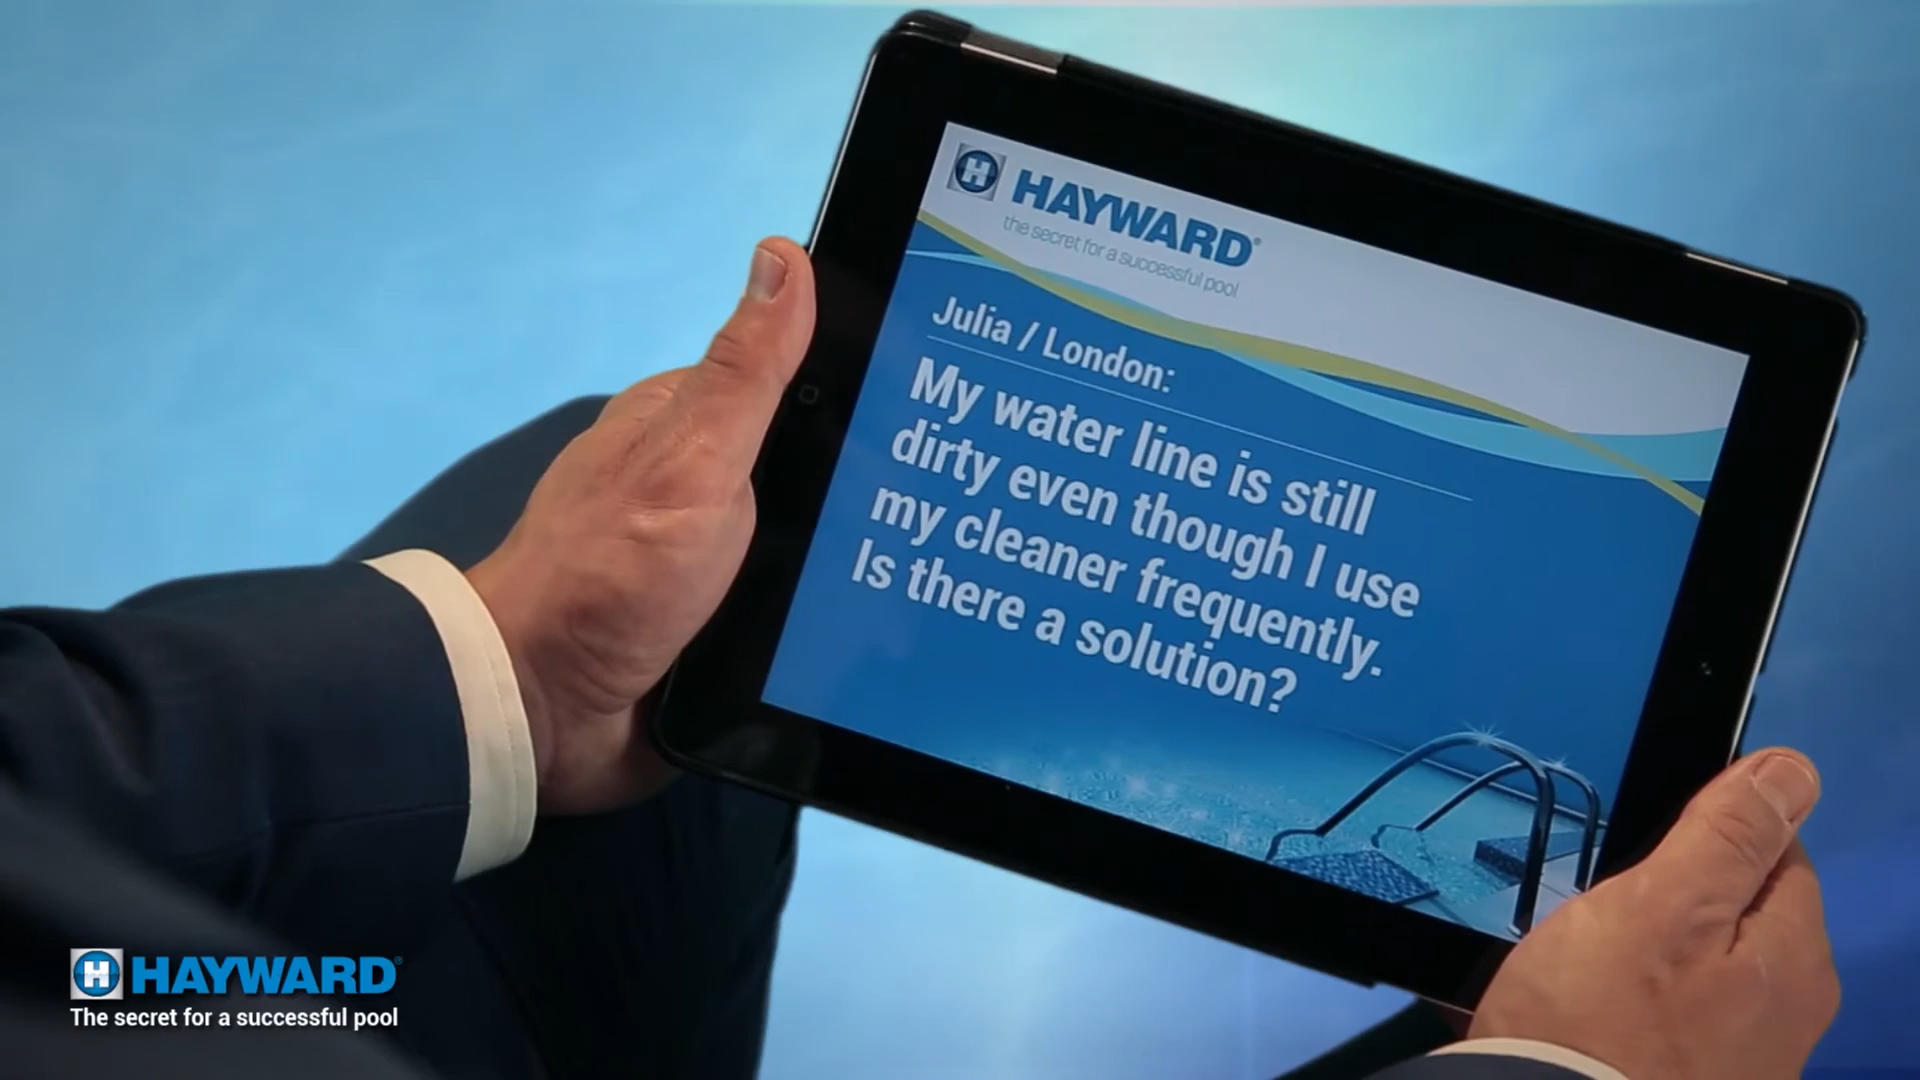 H HAYWARD®
the secret for a successful pool
Julia / London:
My water line is still
dirty even though I use
my cleaner frequently.
Is there a solution?
H HAYWARD®
The secret for a successful pool